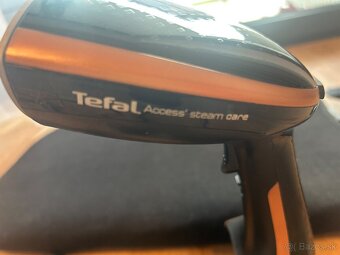 Tefal Access' steam care